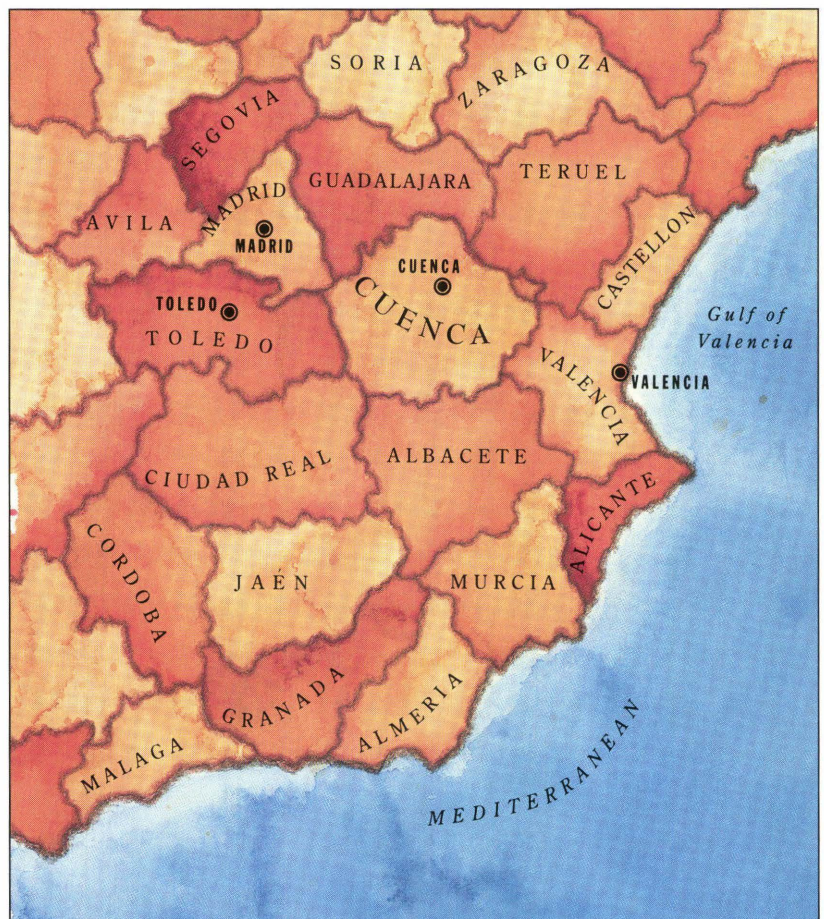 SORIA
ZARAGOZA
SEGOVIA
MADRID
GUADALAJARA
TERUEL
AVILA
MADRID
CASTELLON
CUENCA
CUENCA
TOLEDO
TOLEDO
Gulf of
Valencia
VALENCIA
VALENCIA
CIUDAD REAL
ALBACETE
ALICANTE
CORDOBA
JAÉN
MURCIA
GRANADA
ALMERIA
MALAGA
MEDITERRANEAN